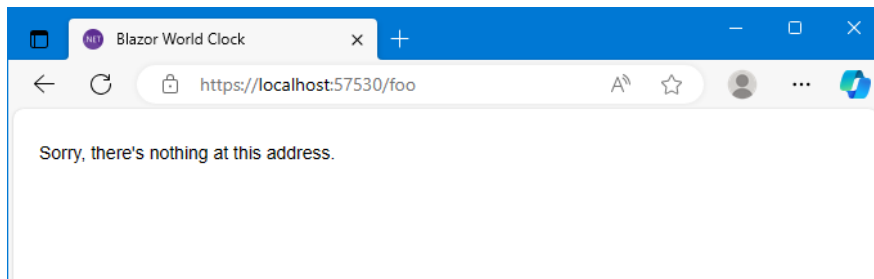 NET Blazor World Clock
https://localhost:57530/foo
Sorry, there's nothing at this address.